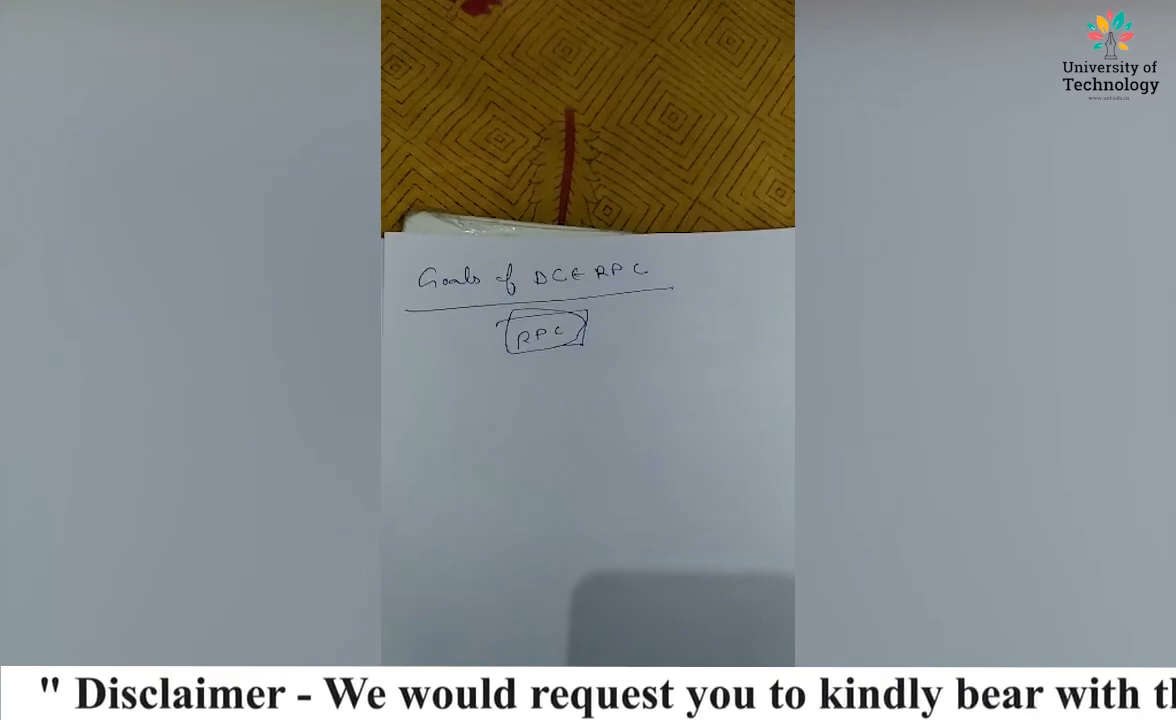 University of
Technology
Goals of DCE RPC
RPC
" Disclaimer - We would request you to kindly bear with th